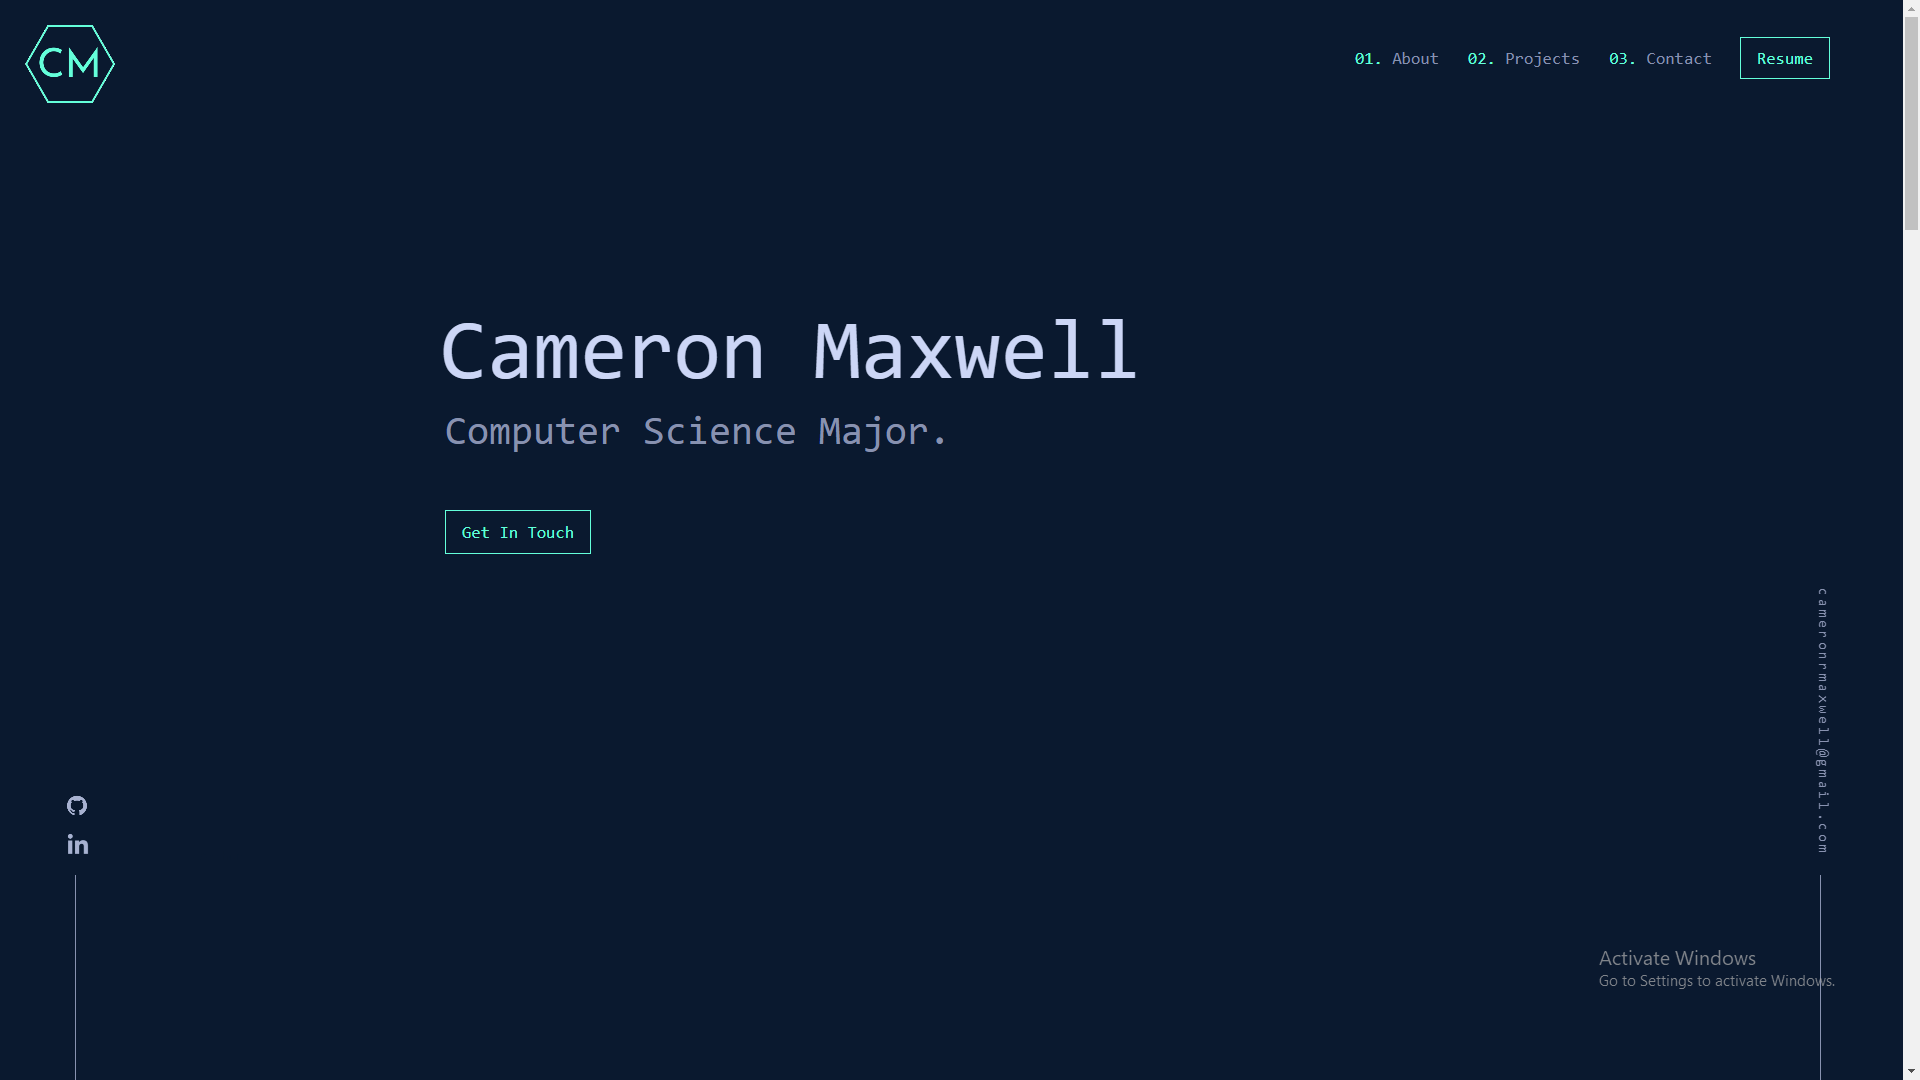 CM
01. About 02. Projects 03. Contact Resume
Cameron Maxwell
Computer Science Major.
Get In Touch
cameronrmaxwell@gmail.com
in
Activate Windows
Go to Settings to activate Windows.